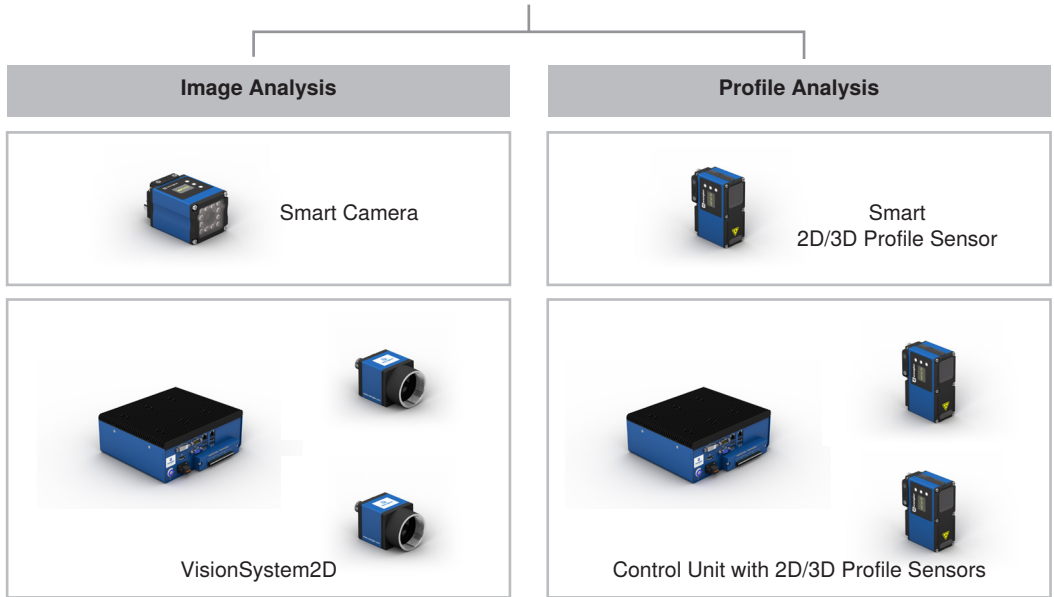 Image Analysis
Profile Analysis
Smart Camera
Smart
2D/3D Profile Sensor
VisionSystem2D
Control Unit with 2D/3D Profile Sensors